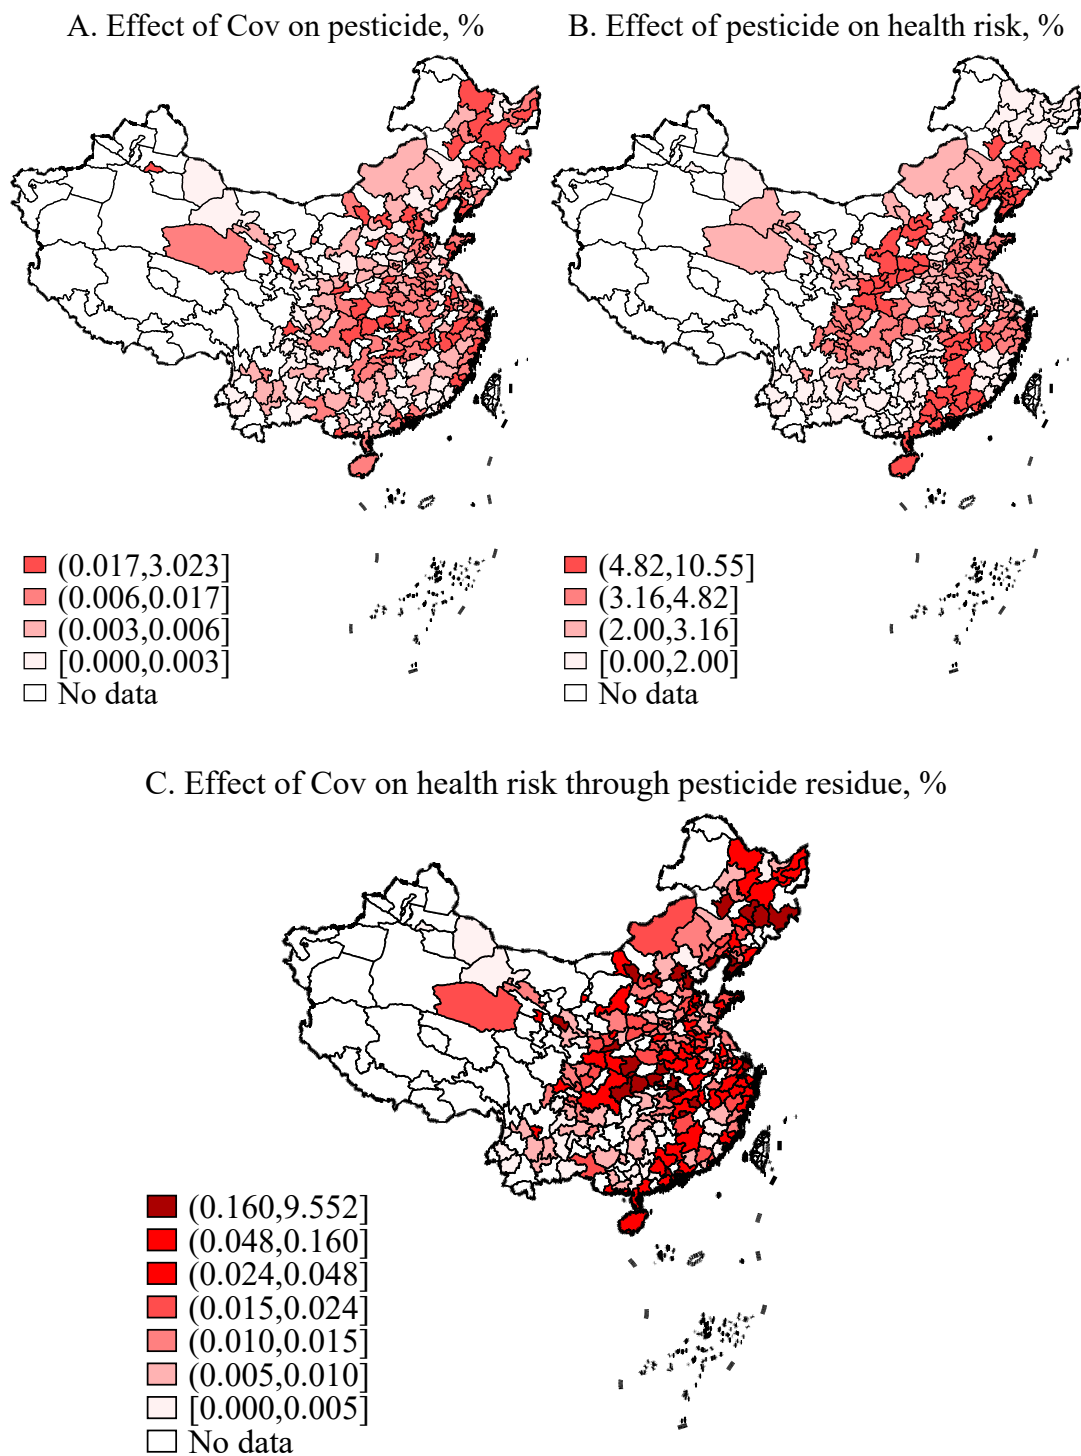 A. Effect of Cov on pesticide, %
B. Effect of pesticide on health risk, %
(0.017,3.023]
(0.006,0.017]
(0.003,0.006]
[0.000,0.003]
No data
(4.82,10.55]
(3.16,4.82]
(2.00,3.16]
[0.00,2.00]
No data
C. Effect of Cov on health risk through pesticide residue, %
(0.160,9.552]
(0.048,0.160]
(0.024,0.048]
(0.015,0.024]
(0.010,0.015]
(0.005,0.010]
[0.000,0.005]
No data